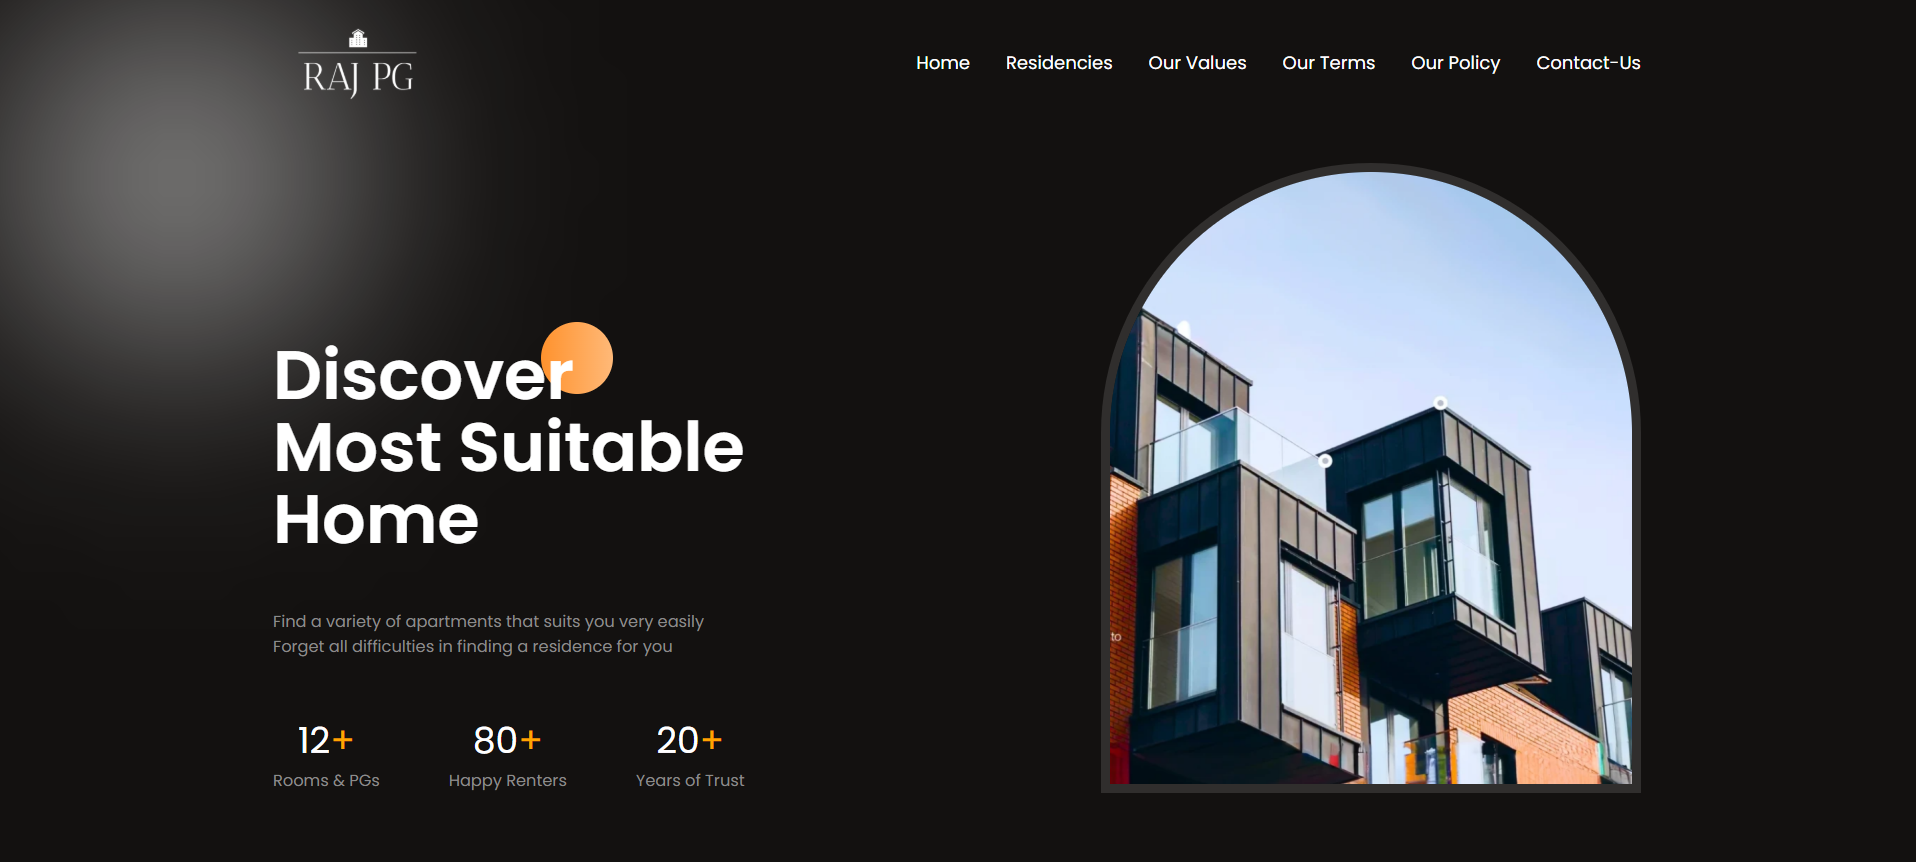 RAJ PG
Home Residencies Our Values Our Terms Our Policy Contact-Us
Discover
Most Suitable
Home
Find a variety of apartments that suits you very easily
Forget all difficulties in finding a residence for you
12+ 80+ 20+
Rooms & PGs Happy Renters Years of Trust
to